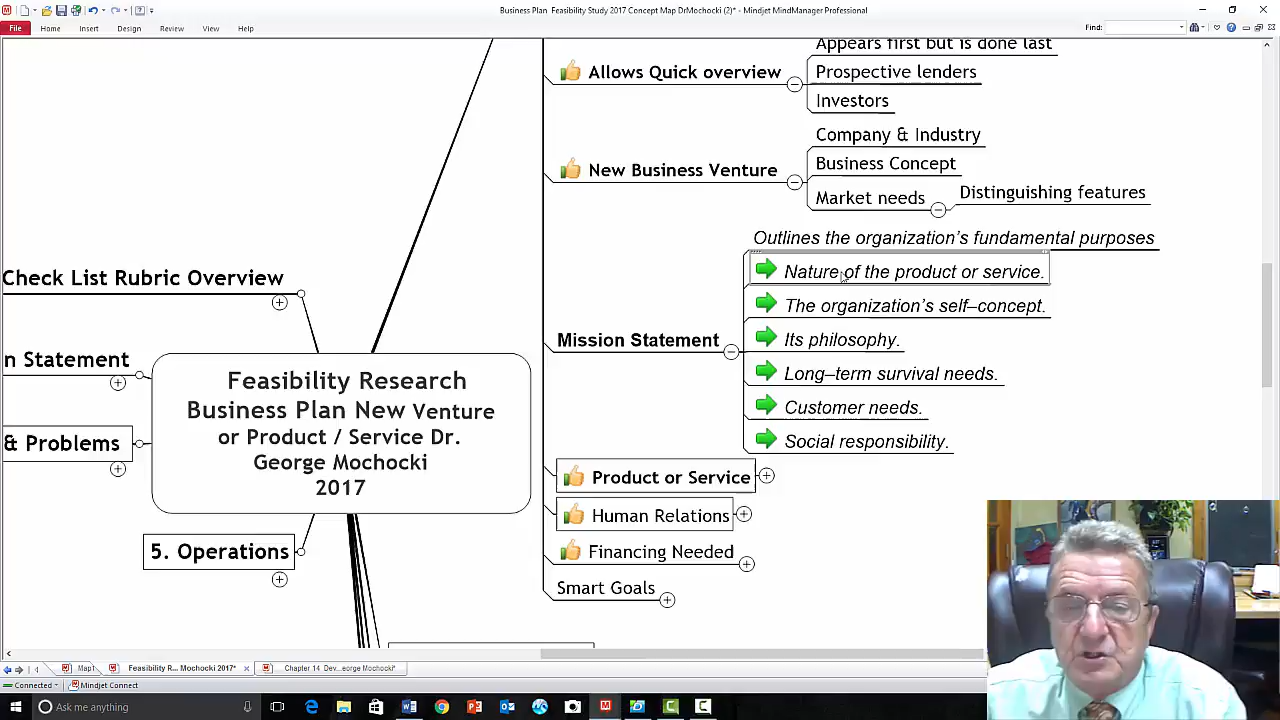 Business Plan Feasibility Study 2017 Concept Map DrMochocki (2)* - Mindjet MindManager Professional
File Home Insert Design Review View Help Find:
Appears first but is done last
Allows Quick overview
Prospective lenders
Investors
Company & Industry
New Business Venture
Business Concept
Market needs
Distinguishing features
Outlines the organization's fundamental purposes
Nature of the product or service.
The organization's self–concept.
Mission Statement
Its philosophy.
Long–term survival needs.
Customer needs.
Social responsibility.
Product or Service
Human Relations
Financing Needed
Smart Goals
Check List Rubric Overview
n Statement
& Problems
5. Operations
Feasibility Research
Business Plan New Venture
or Product / Service Dr.
George Mochocki
2017
Map1 Feasibility R... Mochocki 2017* Chapter 14 Dev...eorge Mochocki*
Connected Mindjet Connect
Ask me anything